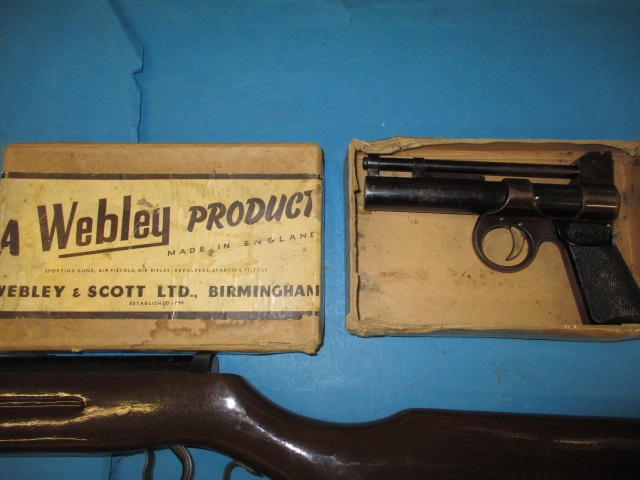 A Webley PRODUCT
MADE IN ENGLAND
SPORTING GUNS, AIR PISTOLS, AIR RIFLES, REVOLVERS, STARTING PISTOLS
WEBLEY & SCOTT LTD., BIRMINGHAM
ESTABLISHED 1790